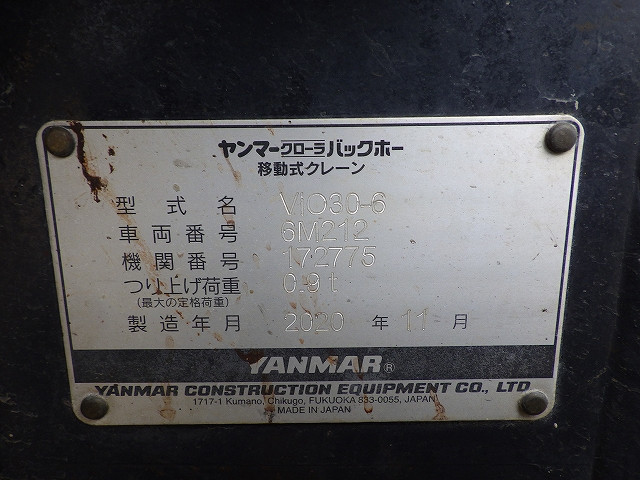 ヤンマークローラバックホー
移動式クレーン
型式名 ViO30-6
車両番号 6M212
機関番号 172775
つり上げ荷重 0.9t
(最大の定格荷重)
製造年月 2020 年 11 月
YANMAR®
YANMAR CONSTRUCTION EQUIPMENT CO., LTD
1717-1 Kumano, Chikugo, FUKUOKA 833-0055, JAPAN
MADE IN JAPAN